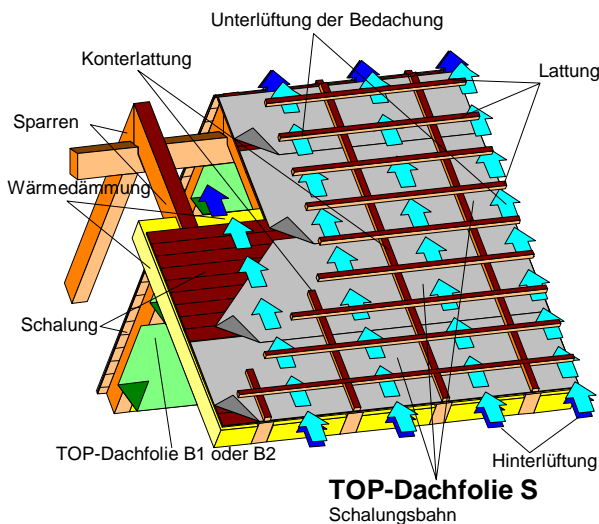 Unterlüftung der Bedachung
Konterlattung
Lattung
Sparren
Wärmedämmung
Schalung
TOP-Dachfolie B1 oder B2
Hinterlüftung
TOP-Dachfolie S
Schalungsbahn